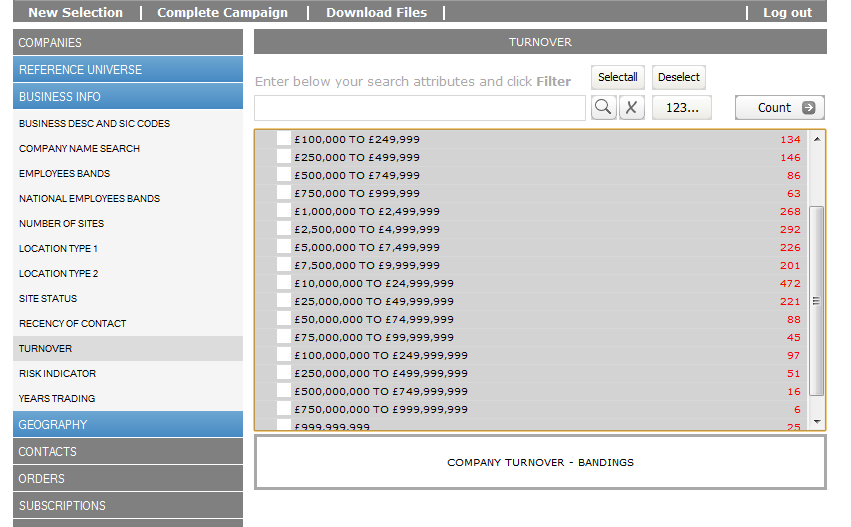 New Selection | Complete Campaign | Download Files | | Log out
COMPANIES
REFERENCE UNIVERSE
BUSINESS INFO
BUSINESS DESC AND SIC CODES
COMPANY NAME SEARCH
EMPLOYEES BANDS
NATIONAL EMPLOYEES BANDS
NUMBER OF SITES
LOCATION TYPE 1
LOCATION TYPE 2
SITE STATUS
RECENCY OF CONTACT
TURNOVER
RISK INDICATOR
YEARS TRADING
GEOGRAPHY
CONTACTS
ORDERS
SUBSCRIPTIONS
TURNOVER
Enter below your search attributes and click Filter
Selectall Deselect
X 123... Count
£100,000 TO £249,999 134
£250,000 TO £499,999 146
£500,000 TO £749,999 86
£750,000 TO £999,999 63
£1,000,000 TO £2,499,999 268
£2,500,000 TO £4,999,999 292
£5,000,000 TO £7,499,999 226
£7,500,000 TO £9,999,999 201
£10,000,000 TO £24,999,999 472
£25,000,000 TO £49,999,999 221
£50,000,000 TO £74,999,999 88
£75,000,000 TO £99,999,999 45
£100,000,000 TO £249,999,999 97
£250,000,000 TO £499,999,999 51
£500,000,000 TO £749,999,999 16
£750,000,000 TO £999,999,999 6
£999,999,999 25
COMPANY TURNOVER - BANDINGS